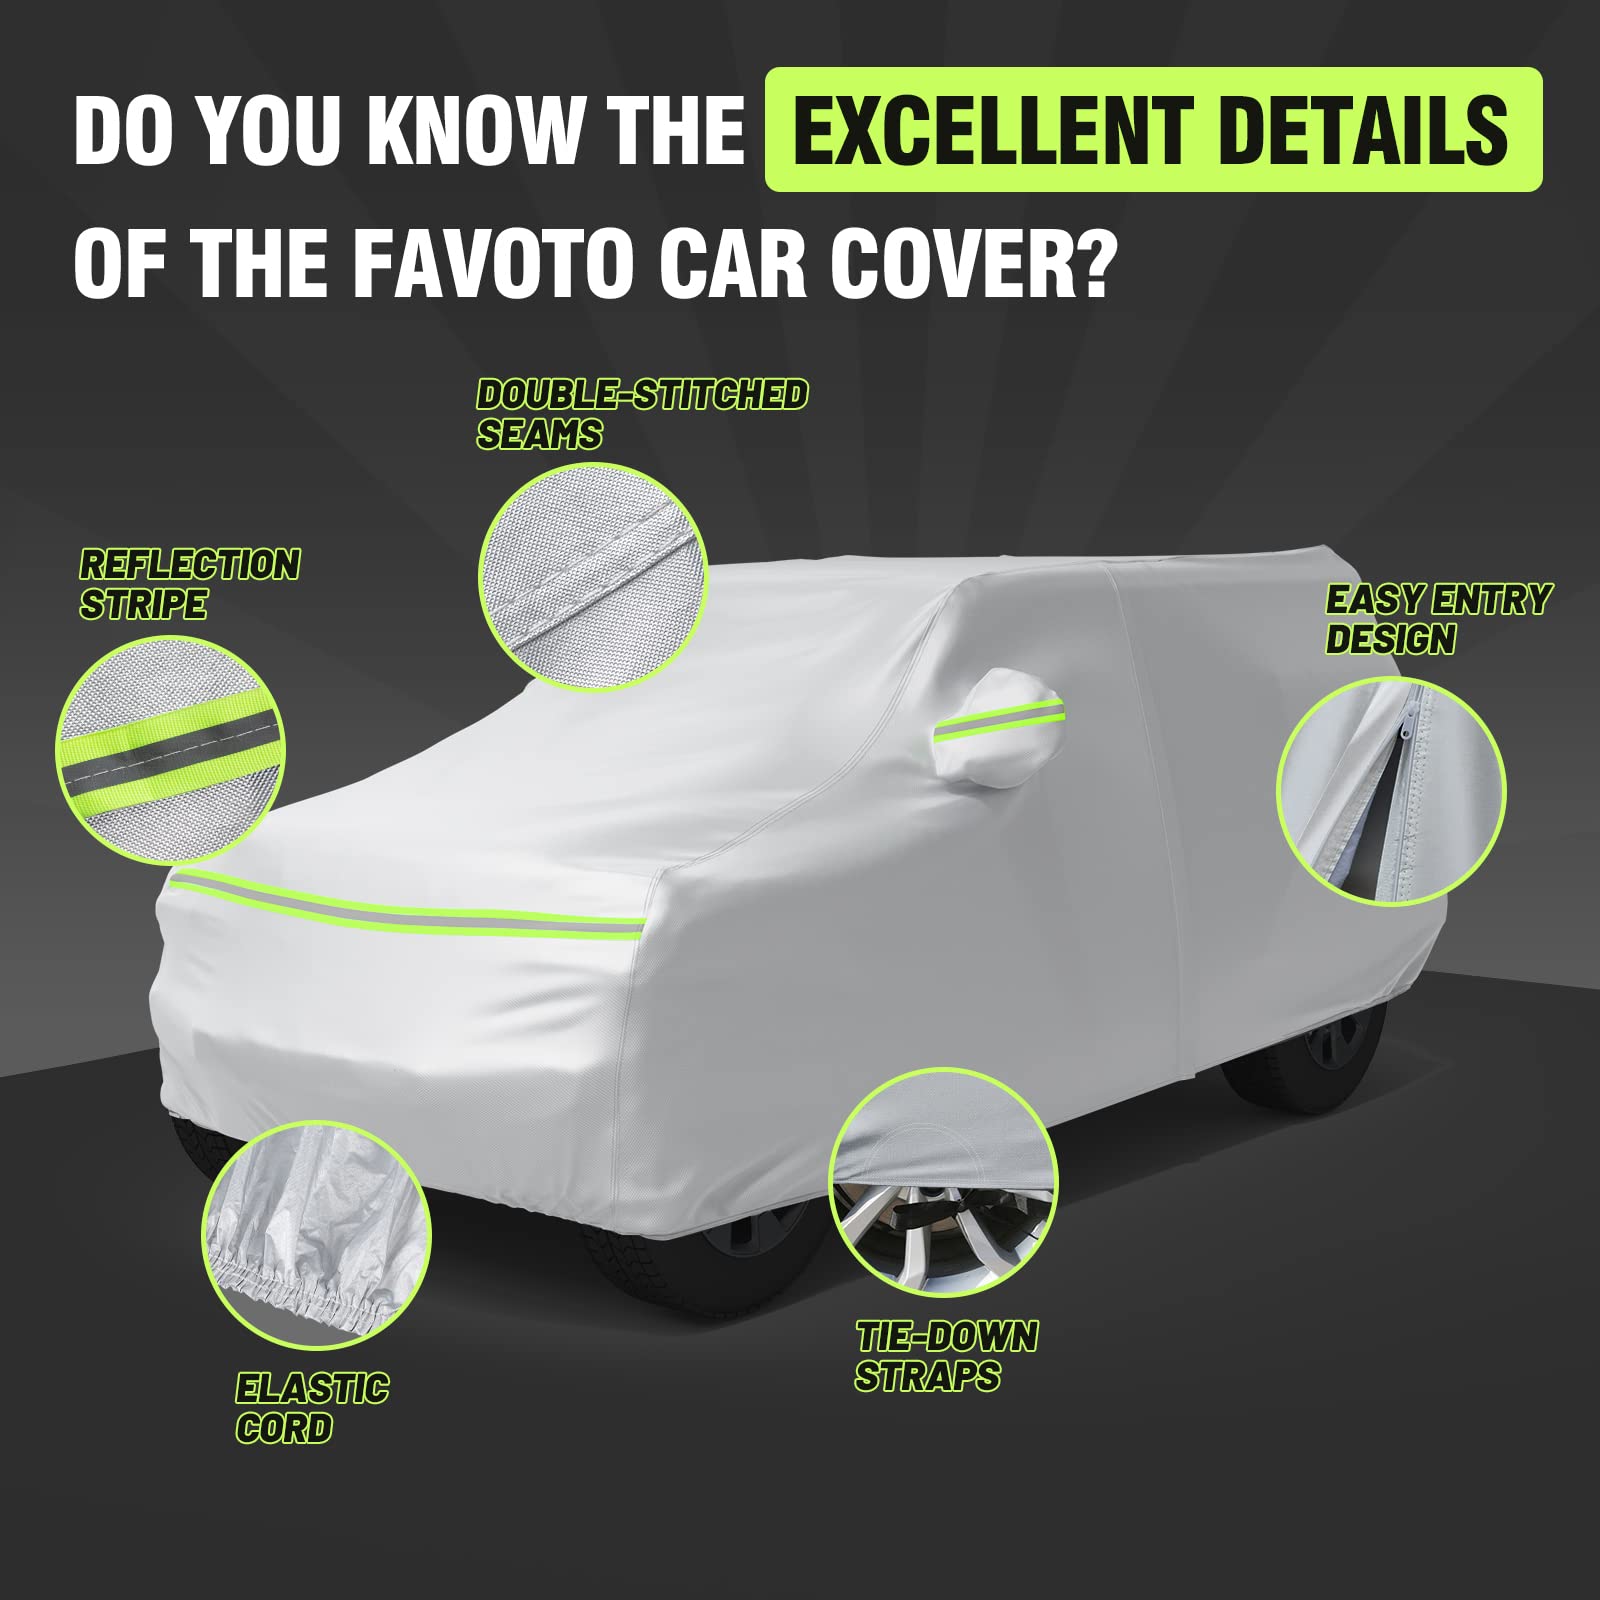 DO YOU KNOW THE EXCELLENT DETAILS
OF THE FAVOTO CAR COVER?
DOUBLE-STITCHED
SEAMS
REFLECTION
STRIPE
EASY ENTRY
DESIGN
TIE-DOWN
STRAPS
ELASTIC
CORD